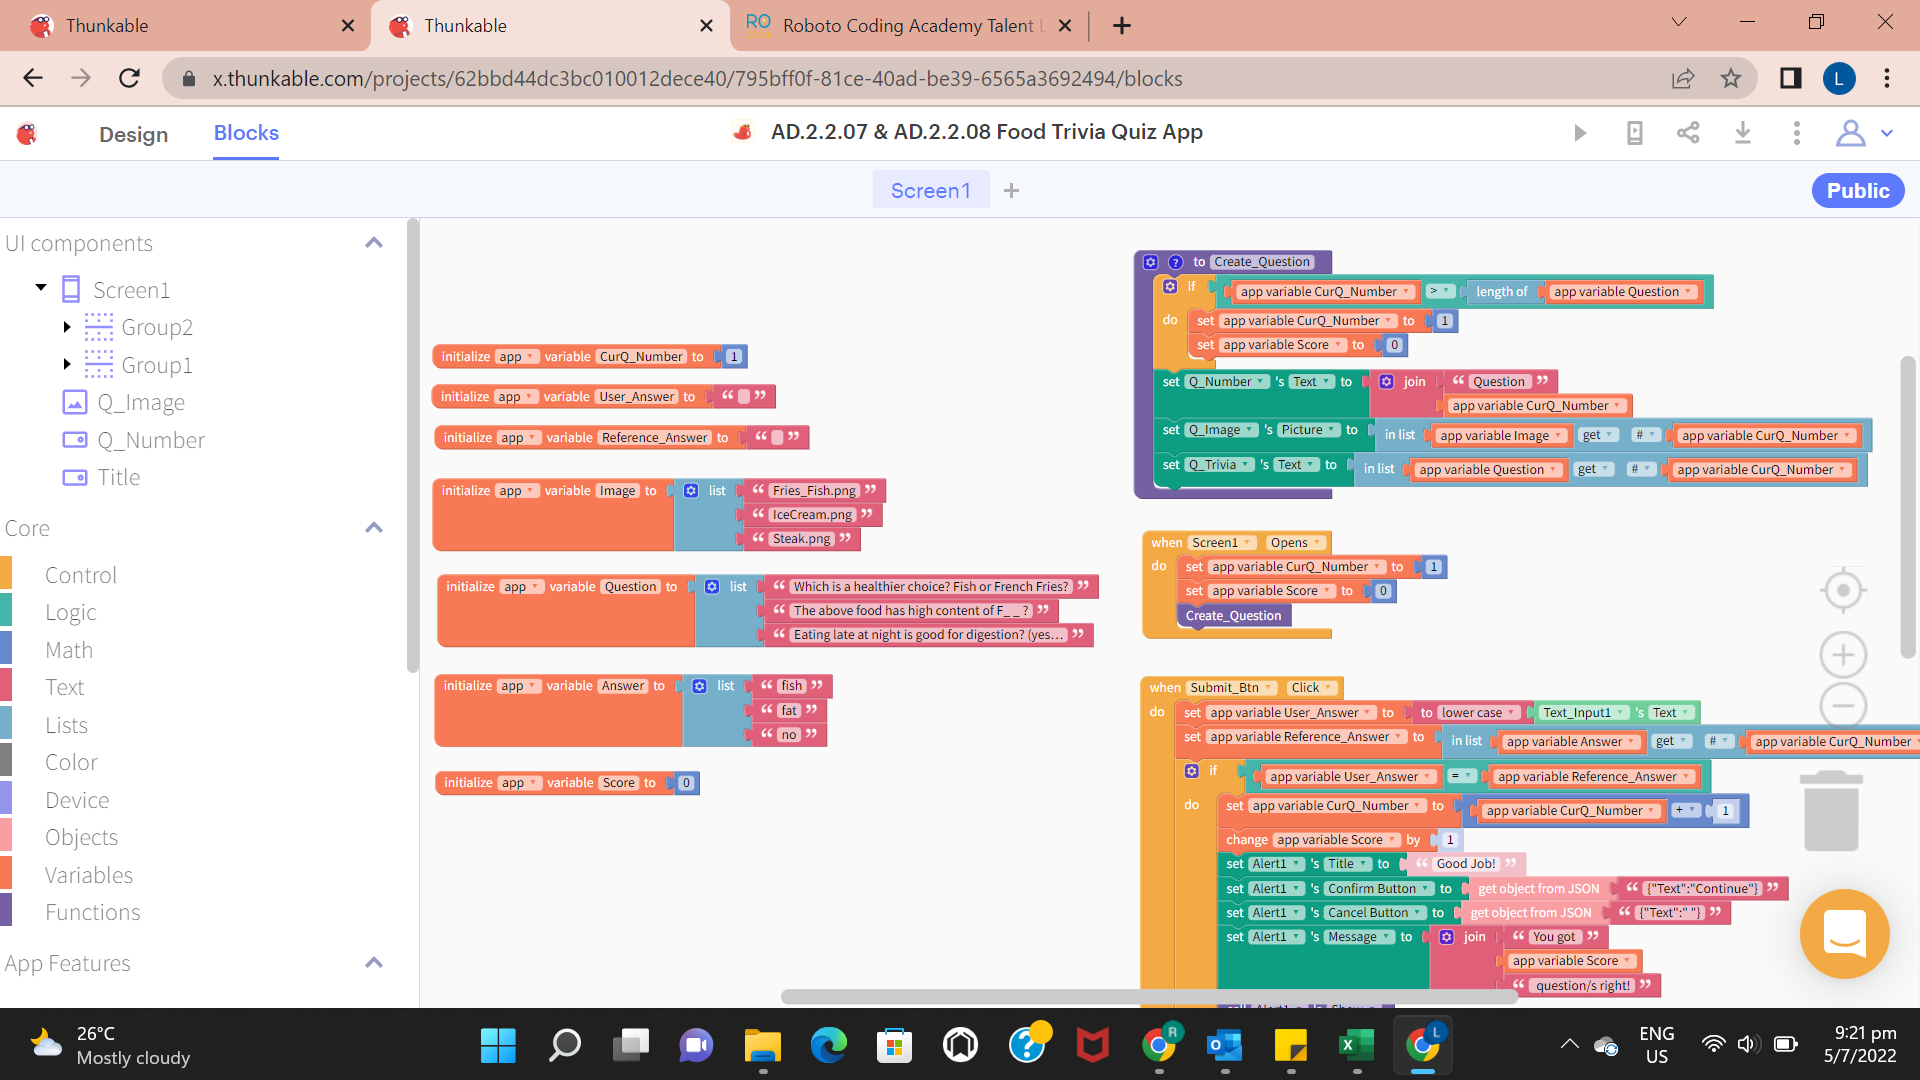 Thunkable
Thunkable
Roboto Coding Academy Talent L
x.thunkable.com/projects/62bbd44dc3bc010012dece40/795bff0f-81ce-40ad-be39-6565a3692494/blocks
L
Design
Blocks
AD.2.2.07 & AD.2.2.08 Food Trivia Quiz App
Screen1 +
Public
UI components
Screen1
Group2
Group1
Q_Image
Q_Number
Title
Core
Control
Logic
Math
Text
Lists
Color
Device
Objects
Variables
Functions
App Features
initialize app variable CurQ_Number to 1
initialize app variable User_Answer to “ ”
initialize app variable Reference_Answer to “ ”
initialize app variable Image to list “ Fries_Fish.png ”
“ IceCream.png ”
“ Steak.png ”
initialize app variable Question to list “ Which is a healthier choice? Fish or French Fries? ”
“ The above food has high content of F_ _ ? ”
“ Eating late at night is good for digestion? (yes... ”
initialize app variable Answer to list “ fish ”
“ fat ”
“ no ”
initialize app variable Score to 0
? to Create_Question
if app variable CurQ_Number > length of app variable Question
do set app variable CurQ_Number to 1
set app variable Score to 0
set Q_Number 's Text to join “ Question ”
app variable CurQ_Number
set Q_Image 's Picture to in list app variable Image get # app variable CurQ_Number
set Q_Trivia 's Text to in list app variable Question get # app variable CurQ_Number
when Screen1 Opens
do set app variable CurQ_Number to 1
set app variable Score to 0
Create_Question
when Submit_Btn Click
do set app variable User_Answer to to lower case Text_Input1 's Text
set app variable Reference_Answer to in list app variable Answer get # app variable CurQ_Number
if app variable User_Answer = app variable Reference_Answer
do set app variable CurQ_Number to app variable CurQ_Number + 1
change app variable Score by 1
set Alert1 's Title to “ Good Job! ”
set Alert1 's Confirm Button to get object from JSON “ {"Text":"Continue"} ”
set Alert1 's Cancel Button to get object from JSON “ {"Text":" "} ”
set Alert1 's Message to join “ You got ”
app variable Score
“ question/s right! ”
call Alert1 's Show
26°C
Mostly cloudy
R
L
ENG
US
9:21 pm
5/7/2022